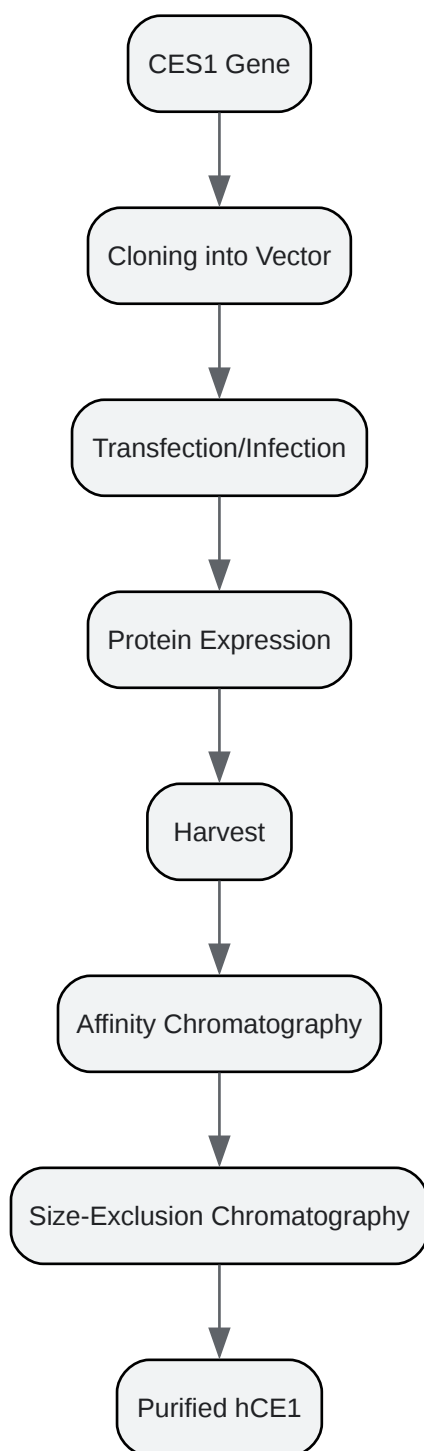 CES1 Gene
Cloning into Vector
Transfection/Infection
Protein Expression
Harvest
Affinity Chromatography
Size-Exclusion Chromatography
Purified hCE1